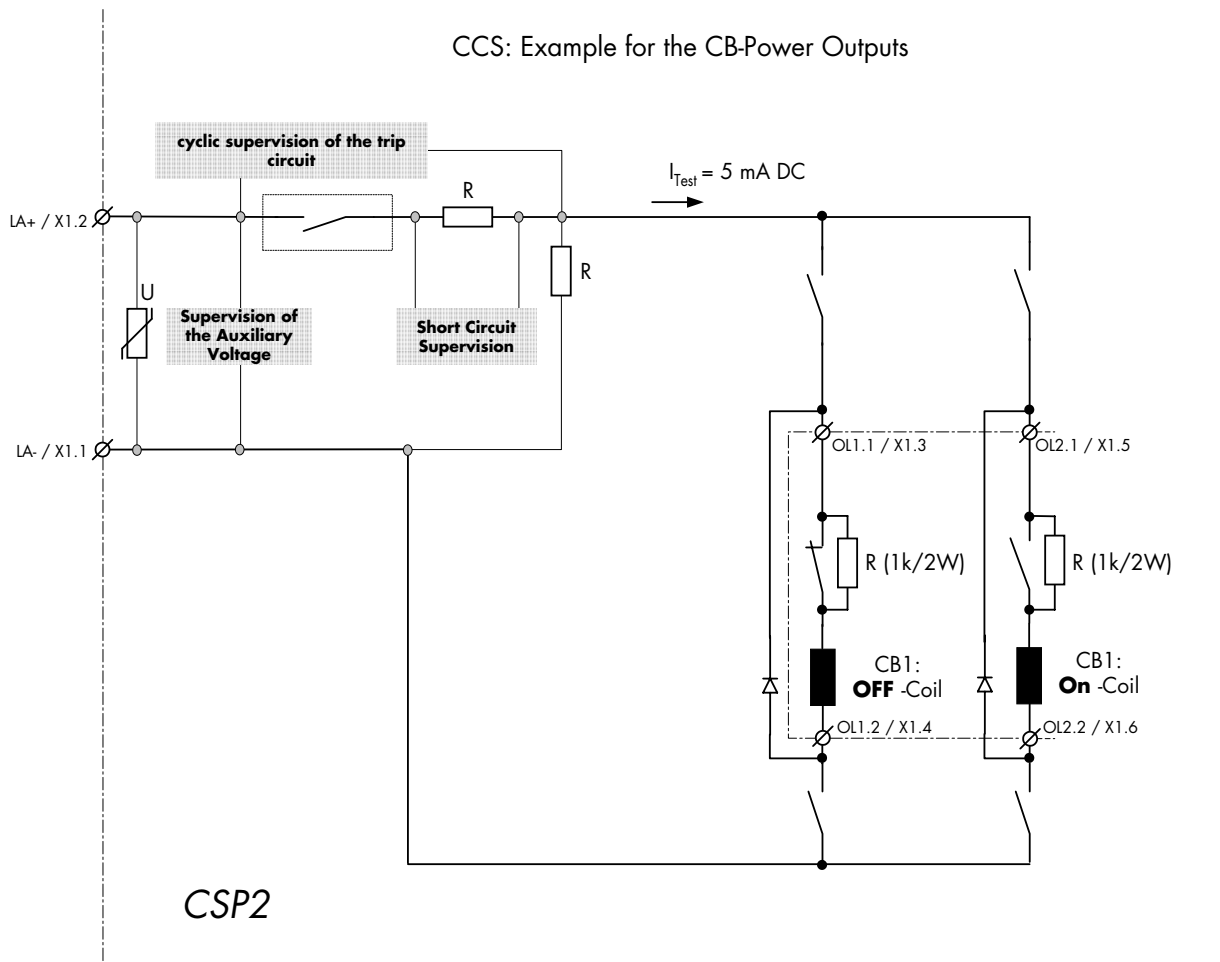 CCS: Example for the CB-Power Outputs
cyclic supervision of the trip
circuit
I_Test = 5 mA DC
R
LA+ / X1.2
R
U
Supervision of
the Auxiliary
Voltage
Short Circuit
Supervision
LA- / X1.1
OL1.1 / X1.3
OL2.1 / X1.5
R (1k/2W)
R (1k/2W)
CB1:
OFF -Coil
CB1:
On -Coil
OL1.2 / X1.4
OL2.2 / X1.6
CSP2